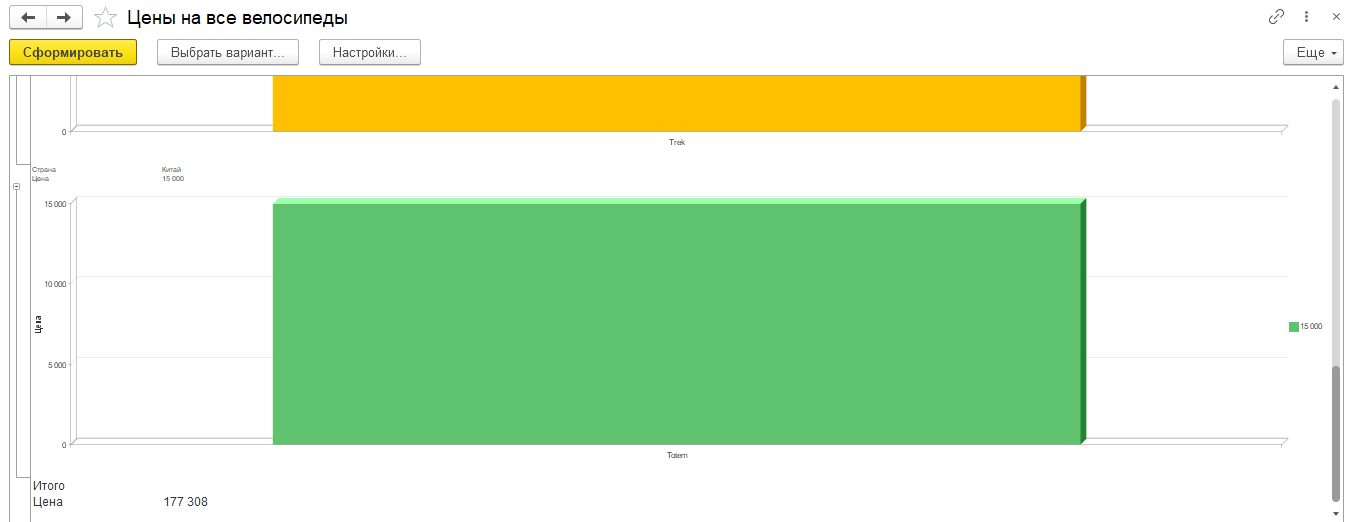 Цены на все велосипеды
Сформировать
Выбрать вариант...
Настройки...
Еще
0
Trek
Страна Китай
Цена 15 000
15 000
10 000
Цена
15 000
5 000
0
Totem
Итого
Цена 177 308